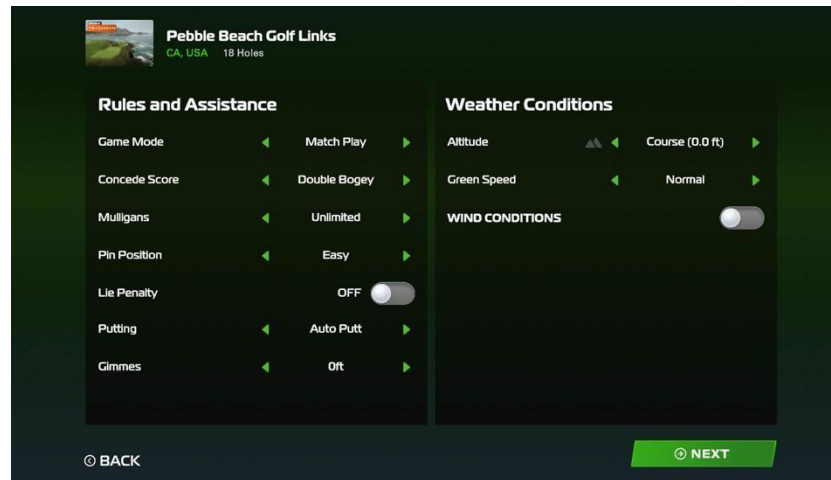 Pebble Beach Golf Links
CA, USA 18 Holes
Rules and Assistance
Game Mode Match Play
Concede Score Double Bogey
Mulligans Unlimited
Pin Position Easy
Lie Penalty OFF
Putting Auto Putt
Gimmes 0ft
Weather Conditions
Altitude Course (0.0 ft)
Green Speed Normal
WIND CONDITIONS
BACK
NEXT